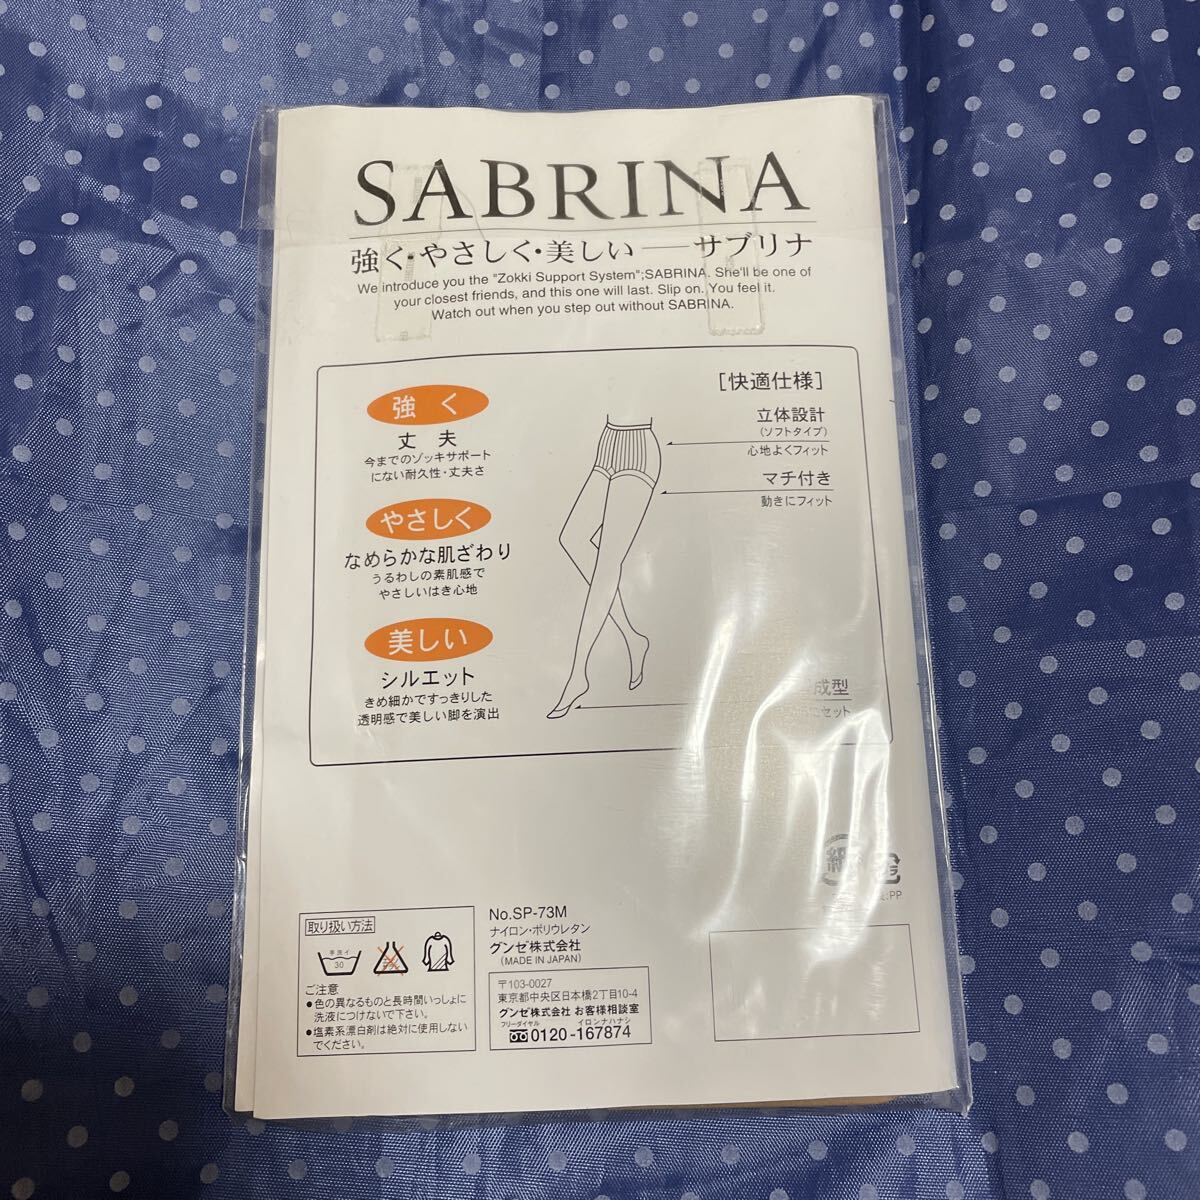 SABRINA
強く・やさしく・美しい──サブリナ
We introduce you the "Zokki Support System";SABRINA. She'll be one of
your closest friends, and this one will last. Slip on. You feel it.
Watch out when you step out without SABRINA.
強く
丈夫
今までのゾッキサポート
にない耐久性・丈夫さ
やさしく
なめらかな肌ざわり
うるわしの素肌感で
やさしいはき心地
美しい
シルエット
きめ細かですっきりした
透明感で美しい脚を演出
[快適仕様]
立体設計
(ソフトタイプ)
心地よくフィット
マチ付き
動きにフィット
成型
セット
紙
:PP
取り扱い方法
手洗イ
30
ご注意
●色の異なるものと長時間いっしょに
洗液につけないで下さい。
●塩素系漂白剤は絶対に使用しない
でください。
No.SP-73M
ナイロン・ポリウレタン
グンゼ株式会社
(MADE IN JAPAN)
〒103-0027
東京都中央区日本橋2丁目10-4
グンゼ株式会社 お客様相談室
フリーダイヤル イロンナハナシ
0120-167874